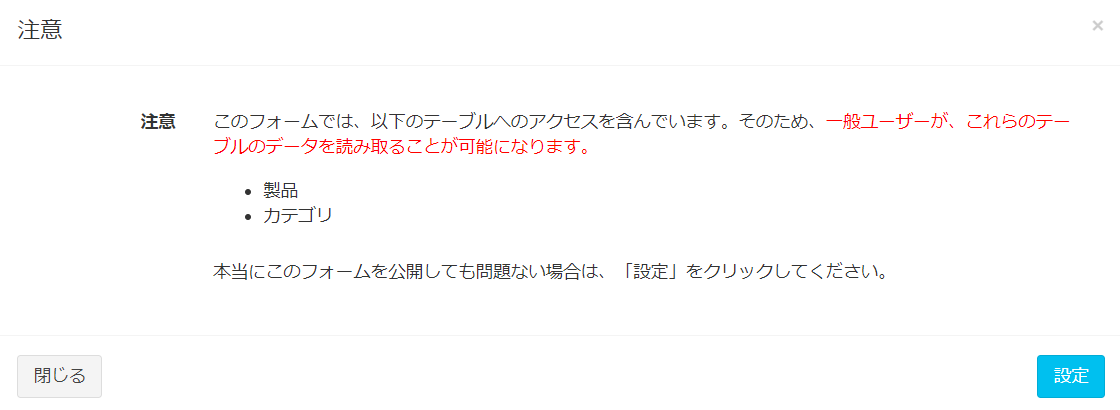 注意
×
注意
このフォームでは、以下のテーブルへのアクセスを含んでいます。そのため、一般ユーザーが、これらのテー
ブルのデータを読み取ることが可能になります。
• 製品
• カテゴリ
本当にこのフォームを公開しても問題ない場合は、「設定」をクリックしてください。
閉じる
設定